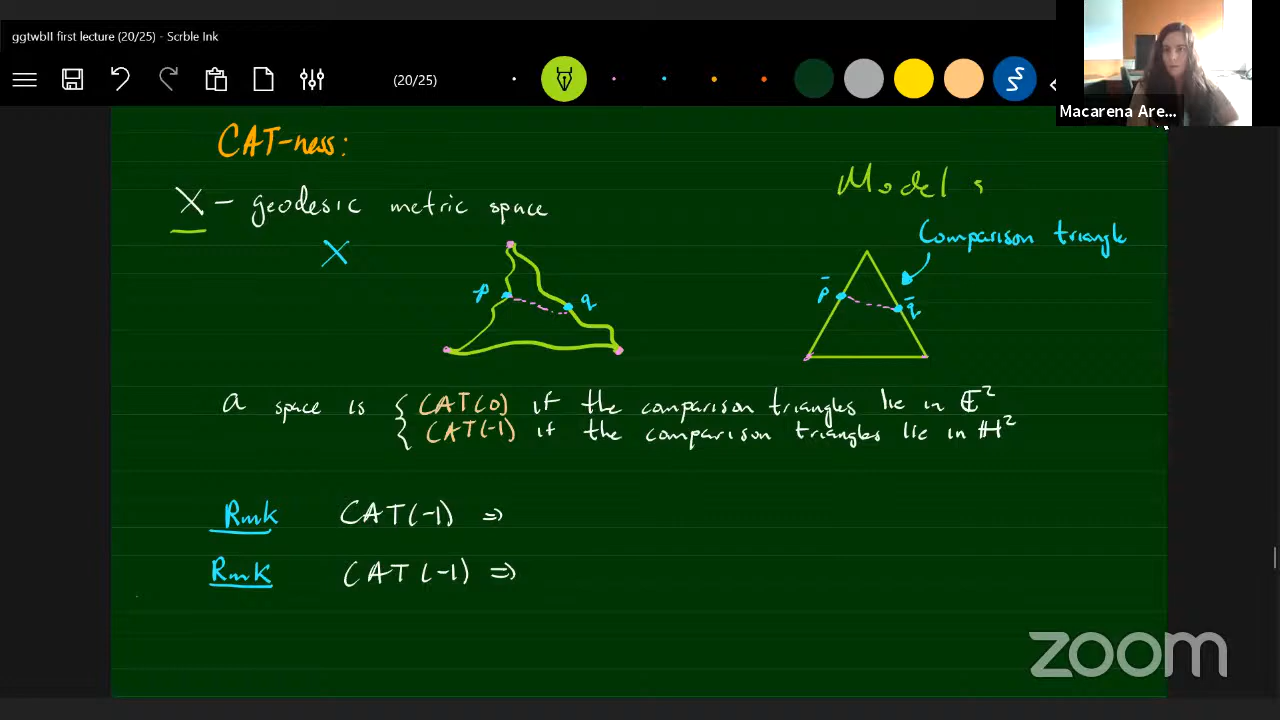 ggtwbII first lecture (20/25) - Scrble Ink
(20/25)
Macarena Are...
CAT-ness:
Model s
X - geodesic metric space
X
Comparison triangle
p q
p̄ q̄
A space is { CAT(0) if the comparison triangles lie in E²
{ CAT(-1) if the comparison triangles lie in H²
Rmk CAT(-1) ⇒
Rmk CAT(-1) ⇒
zoom